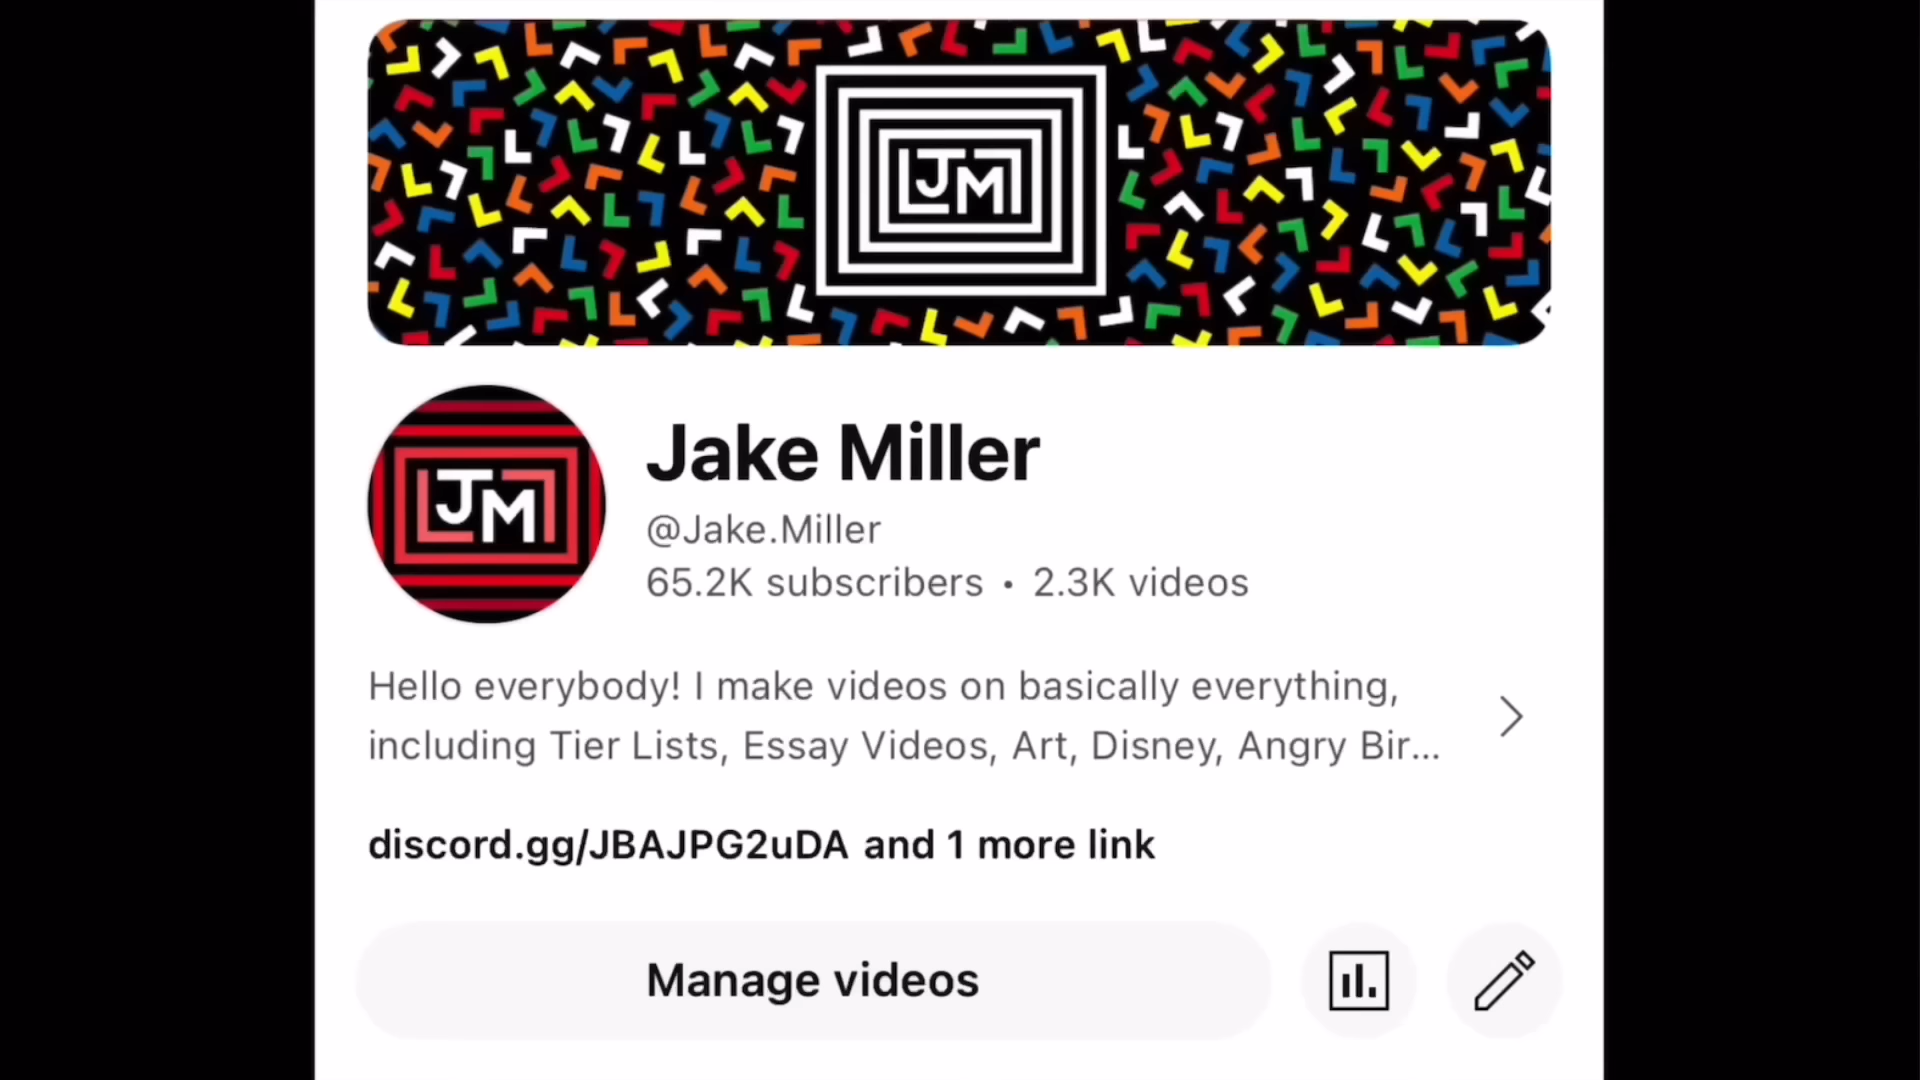 JM
JM
Jake Miller
@Jake.Miller
65.2K subscribers • 2.3K videos
Hello everybody! I make videos on basically everything,
including Tier Lists, Essay Videos, Art, Disney, Angry Bir...
discord.gg/JBAJPG2uDA and 1 more link
Manage videos